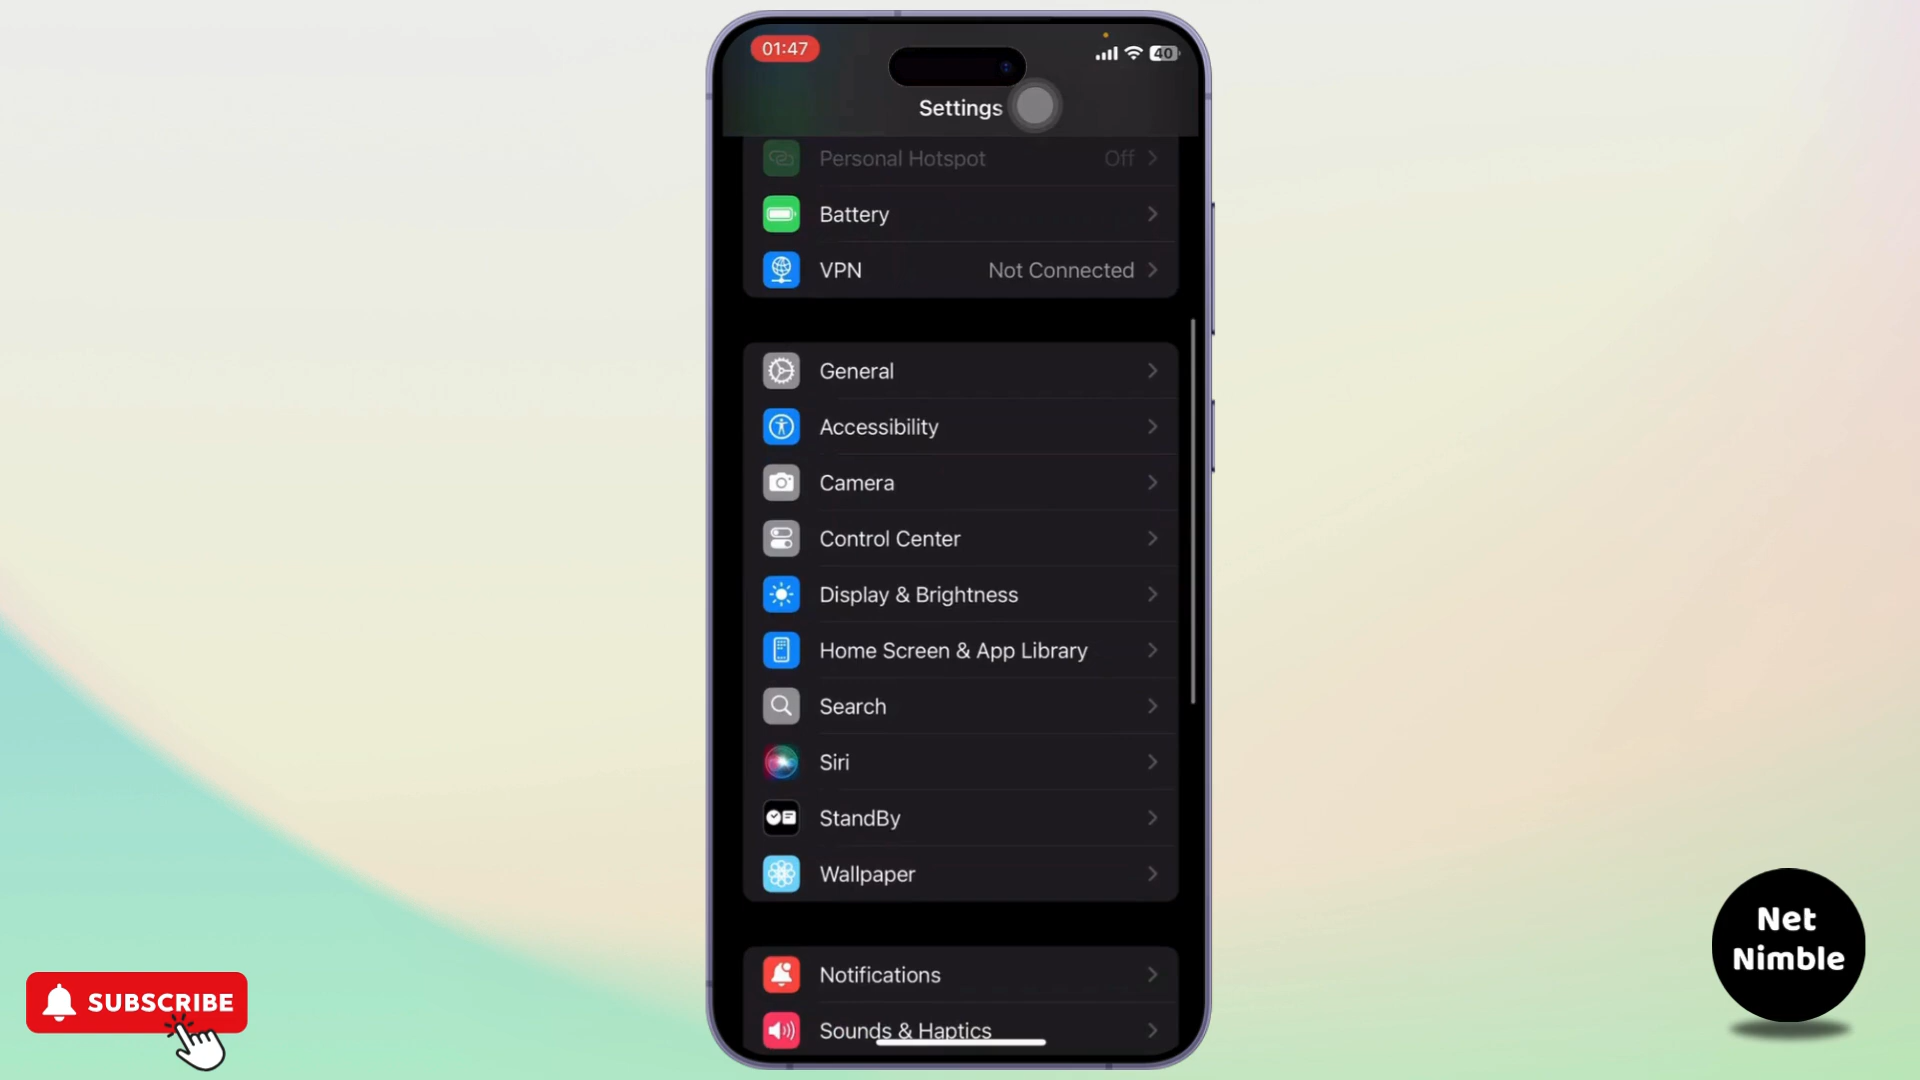 01:47
40
Settings
Personal Hotspot Off
Battery
VPN Not Connected
General
Accessibility
Camera
Control Center
Display & Brightness
Home Screen & App Library
Search
Siri
StandBy
Wallpaper
Notifications
Sounds & Haptics
SUBSCRIBE
Net
Nimble